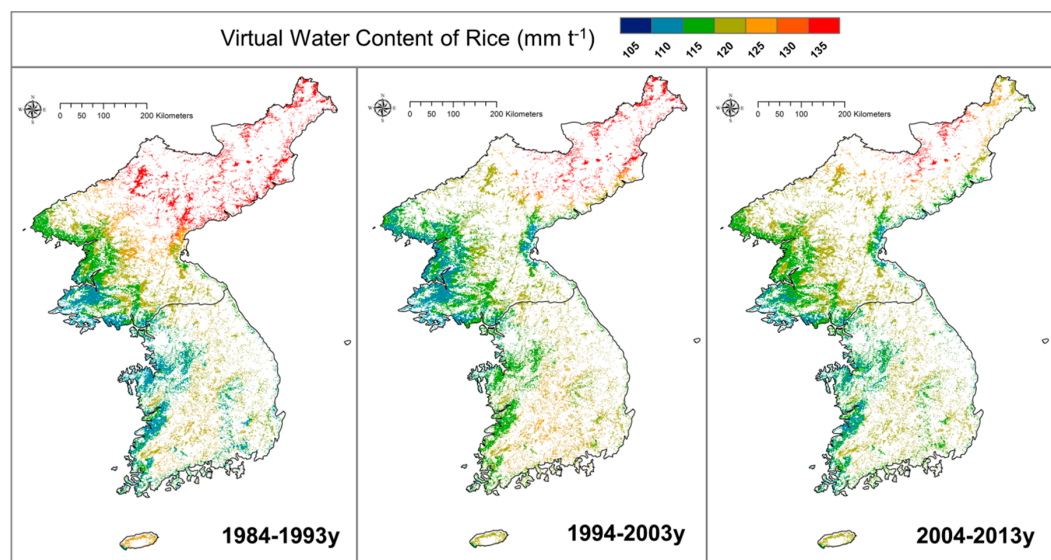 Virtual Water Content of Rice (mm t-1)
105 110 115 120 125 130 135
N
W E
S
0 50 100 200 Kilometers
1984-1993y
N
W E
S
0 50 100 200 Kilometers
1994-2003y
N
W E
S
0 50 100 200 Kilometers
2004-2013y